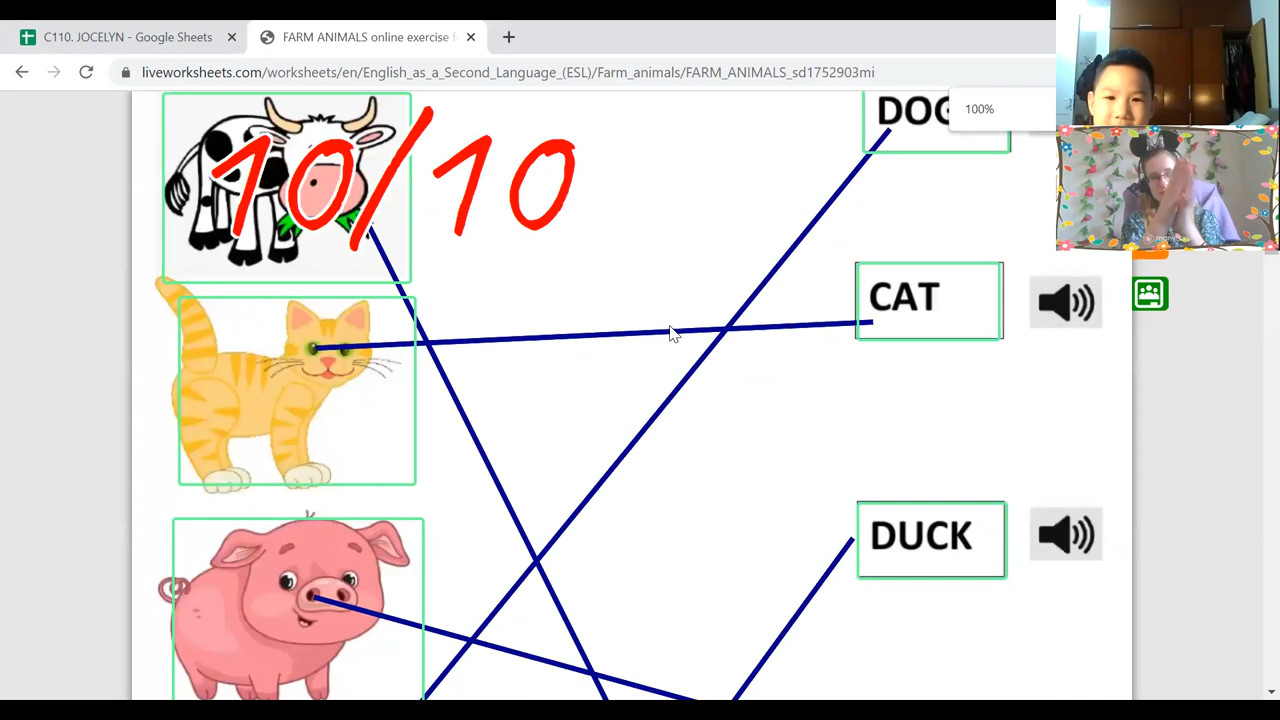 C110. JOCELYN - Google Sheets
FARM ANIMALS online exercise f
liveworksheets.com/worksheets/en/English_as_a_Second_Language_(ESL)/Farm_animals/FARM_ANIMALS_sd1752903mi
100%
10/10
DOG
CAT
DUCK